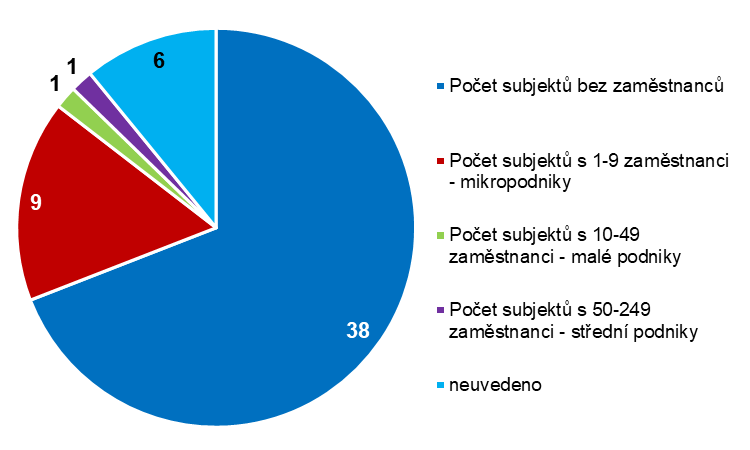 6
1
1
9
38
Počet subjektů bez zaměstnanců
Počet subjektů s 1-9 zaměstnanci
- mikropodniky
Počet subjektů s 10-49
zaměstnanci - malé podniky
Počet subjektů s 50-249
zaměstnanci - střední podniky
neuvedeno